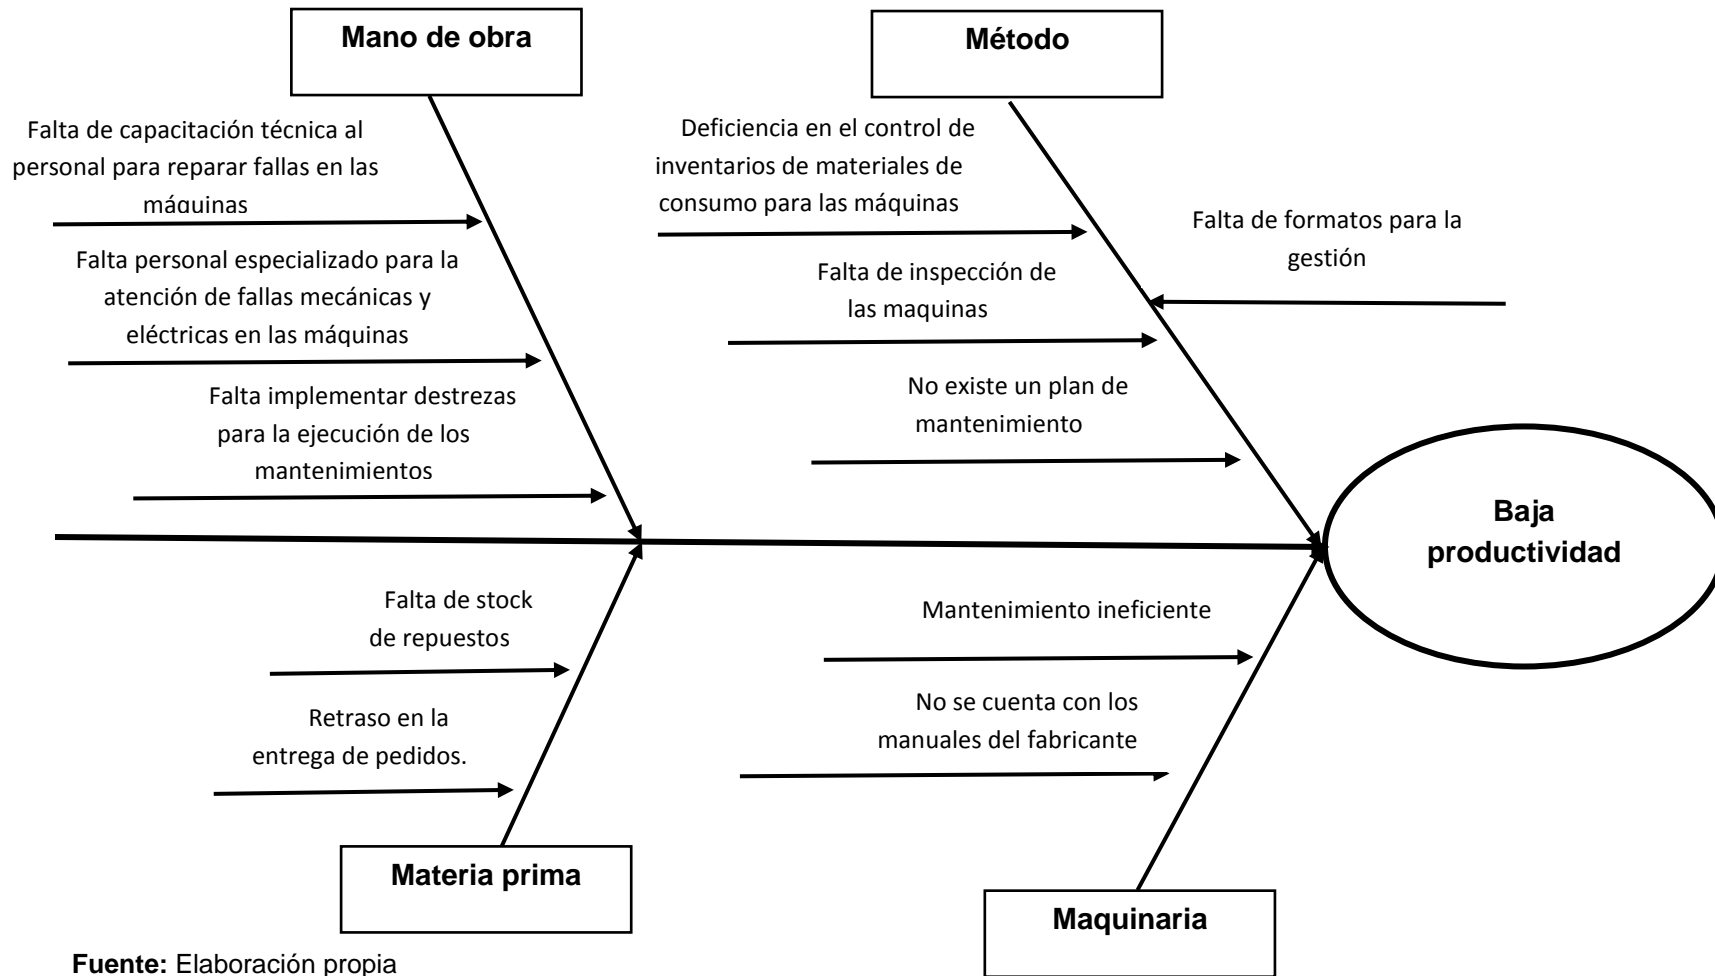 Mano de obra
Método
Falta de capacitación técnica al
personal para reparar fallas en las
máquinas
Deficiencia en el control de
inventarios de materiales de
consumo para las máquinas
Falta de formatos para la
gestión
Falta personal especializado para la
atención de fallas mecánicas y
eléctricas en las máquinas
Falta de inspección de
las maquinas
Falta implementar destrezas
para la ejecución de los
mantenimientos
No existe un plan de
mantenimiento
Baja
productividad
Falta de stock
de repuestos
Mantenimiento ineficiente
Retraso en la
entrega de pedidos.
No se cuenta con los
manuales del fabricante
Materia prima
Maquinaria
Fuente: Elaboración propia